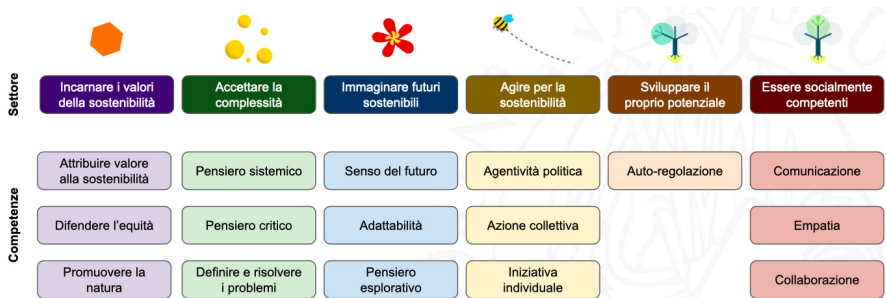 Settore
Incarnare i valori
della sostenibilità
Accettare la
complessità
Immaginare futuri
sostenibili
Agire per la
sostenibilità
Sviluppare il
proprio potenziale
Essere socialmente
competenti
Competenze
Attribuire valore
alla sostenibilità
Pensiero sistemico
Senso del futuro
Agentività politica
Auto-regolazione
Comunicazione
Difendere l'equità
Pensiero critico
Adattabilità
Azione collettiva
Empatia
Promuovere la
natura
Definire e risolvere
i problemi
Pensiero
esplorativo
Iniziativa
individuale
Collaborazione